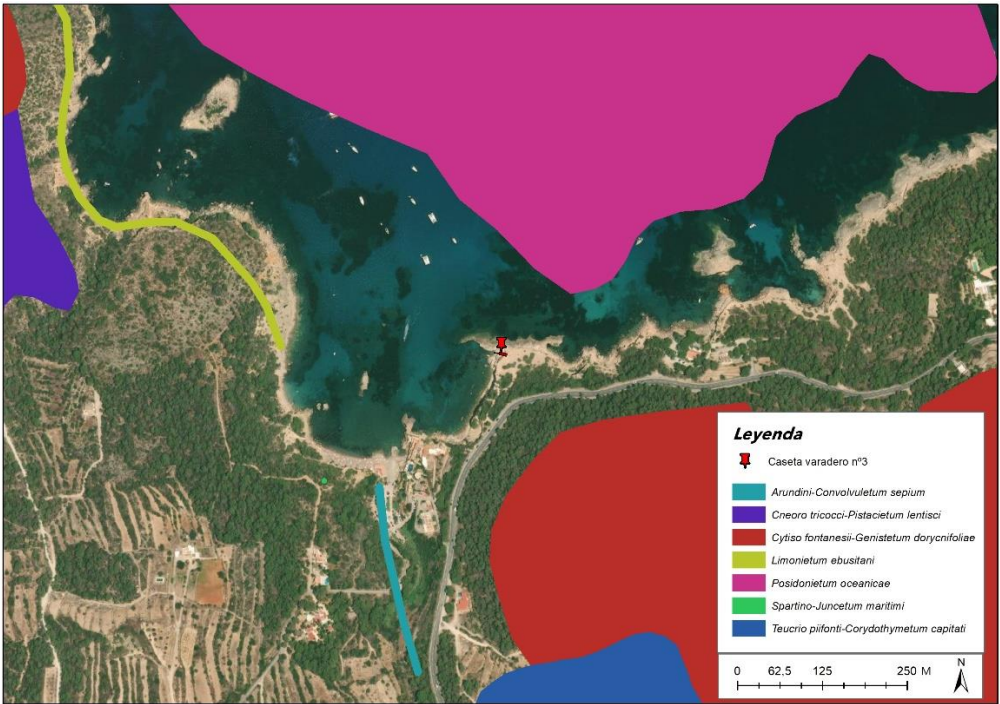 Leyenda
Caseta varadero nº3
Arundini-Convolvuletum sepium
Cneoro tricocci-Pistacietum lentisci
Cytiso fontanesii-Genistetum dorycnifoliae
Limonietum ebusitani
Posidonietum oceanicae
Spartino-Juncetum maritimi
Teucrio piifonti-Corydothymetum capitati
0 62,5 125 250 M
N